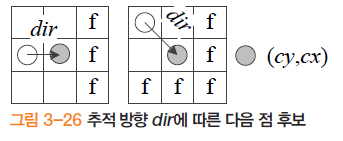 dir f dir f
f f (cy,cx)
f f f f
그림 3-26 추적 방향 dir에 따른 다음 점 후보